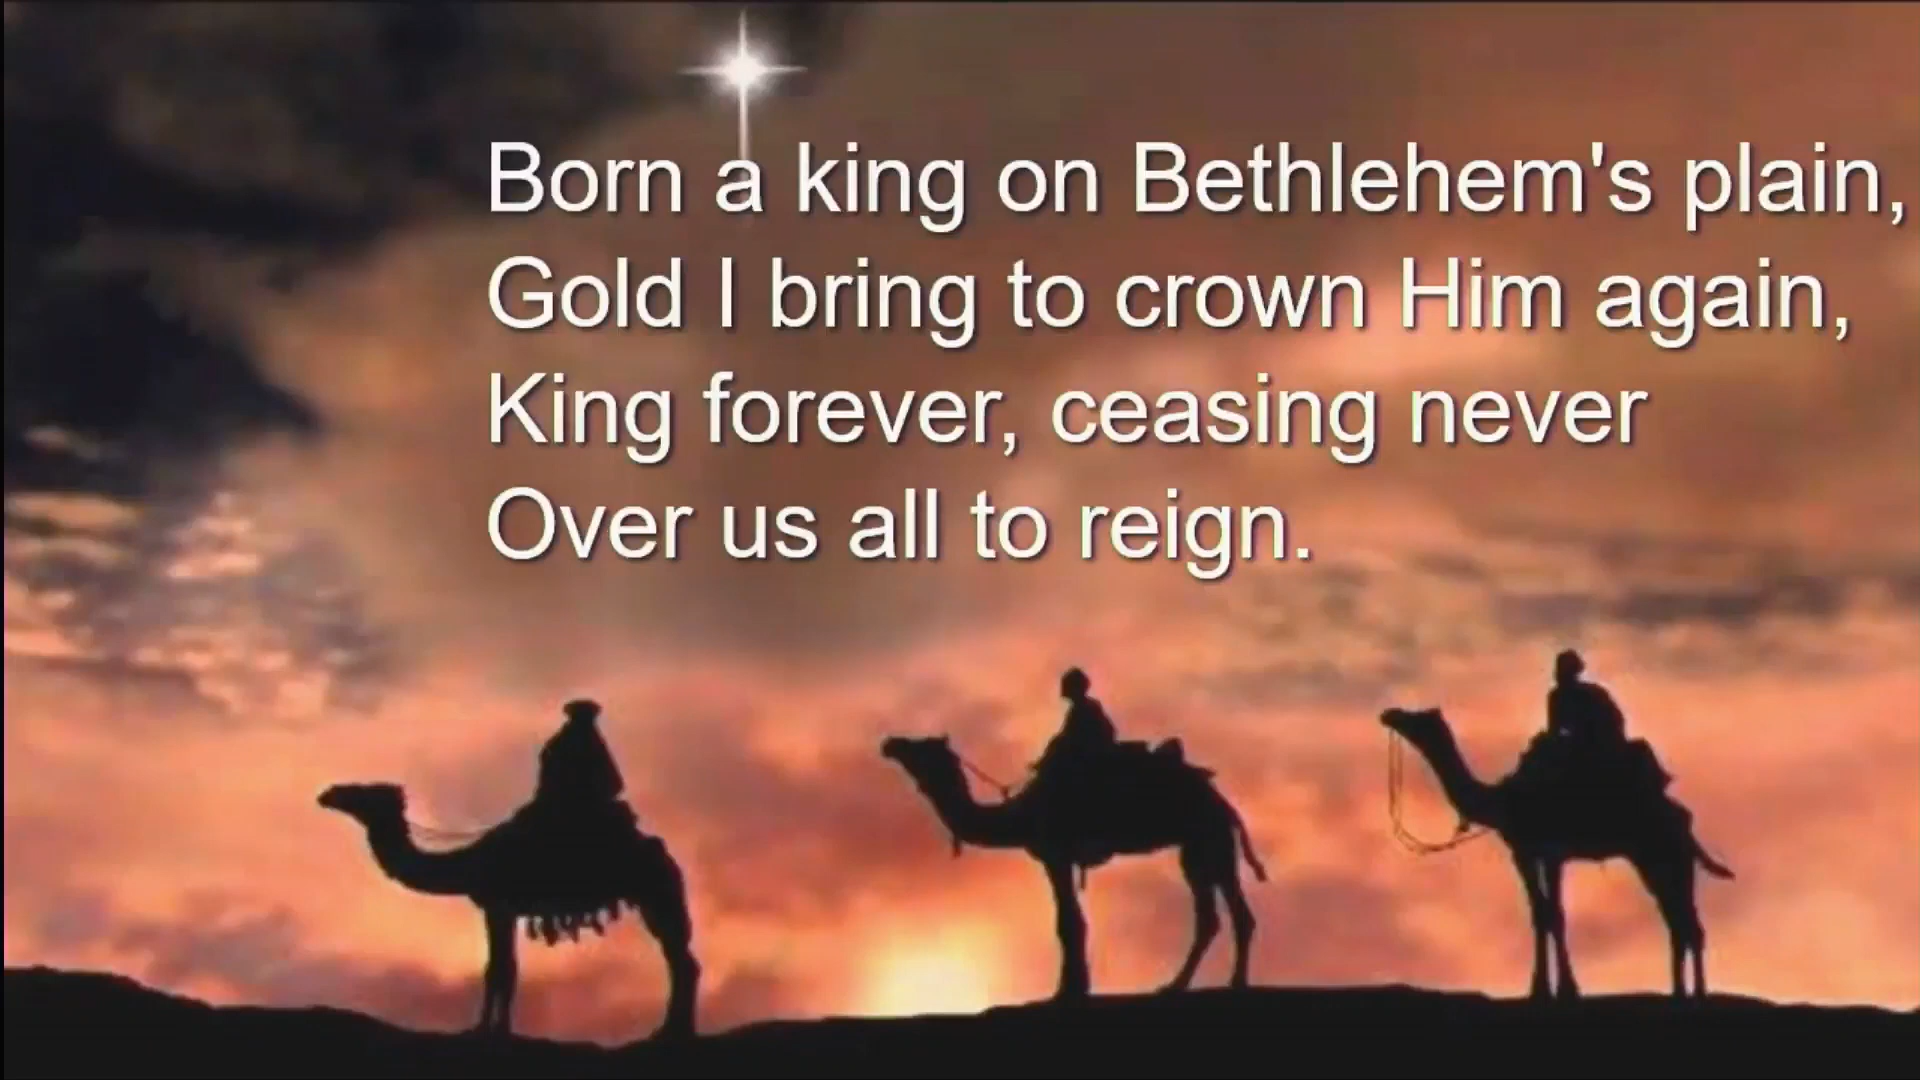 Born a king on Bethlehem's plain,
Gold I bring to crown Him again,
King forever, ceasing never
Over us all to reign.